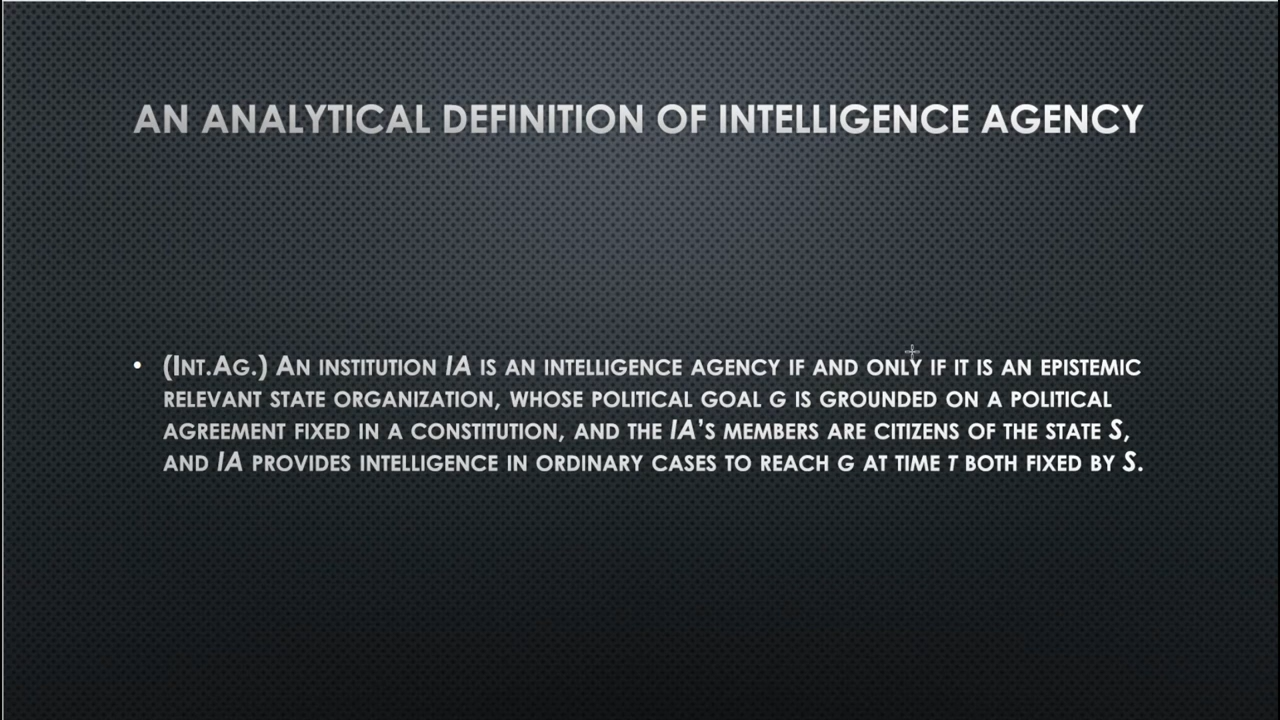 AN ANALYTICAL DEFINITION OF INTELLIGENCE AGENCY
• (INT.AG.) AN INSTITUTION IA IS AN INTELLIGENCE AGENCY IF AND ONLY IF IT IS AN EPISTEMIC
RELEVANT STATE ORGANIZATION, WHOSE POLITICAL GOAL G IS GROUNDED ON A POLITICAL
AGREEMENT FIXED IN A CONSTITUTION, AND THE IA'S MEMBERS ARE CITIZENS OF THE STATE S,
AND IA PROVIDES INTELLIGENCE IN ORDINARY CASES TO REACH G AT TIME T BOTH FIXED BY S.